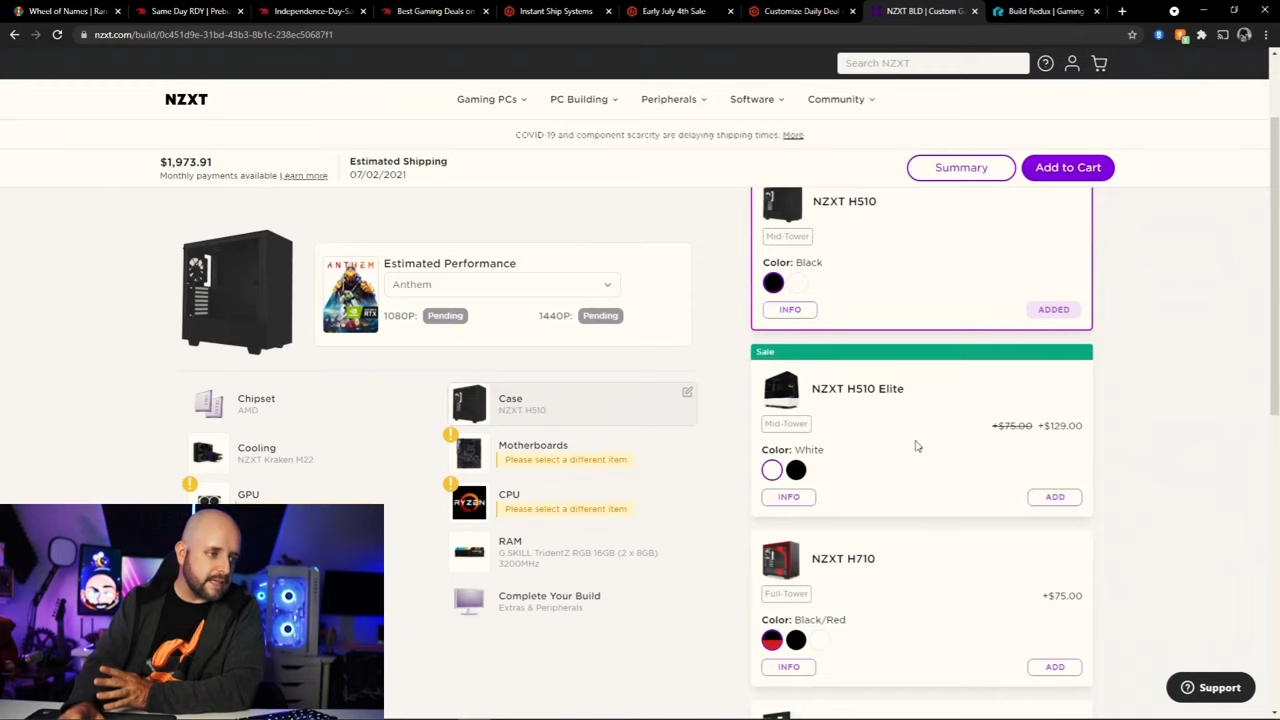 Wheel of Names | Ran
Same Day RDY | Preb
Independence-Day-Sa
Best Gaming Deals on
Instant Ship Systems
Early July 4th Sale
Customize Daily Deal
NZXT BLD | Custom G
Build Redux | Gaming
nzxt.com/build/0c451d9e-31bd-43b3-8b1c-238ec50687f1
Search NZXT
NZXT
Gaming PCs
PC Building
Peripherals
Software
Community
COVID-19 and component scarcity are delaying shipping times. More
$1,973.91
Monthly payments available (Learn more
Estimated Shipping
07/02/2021
Summary
Add to Cart
Estimated Performance
ANTHEM
Anthem
1080P: Pending
1440P: Pending
Chipset
AMD
Cooling
NZXT Kraken M22
GPU
Case
NZXT H510
Motherboards
Please select a different item
CPU
RYZEN
Please select a different item
RAM
G.SKILL TridentZ RGB 16GB (2 x 8GB)
3200MHz
Complete Your Build
Extras & Peripherals
NZXT H510
Mid-Tower
Color: Black
INFO
ADDED
Sale
NZXT H510 Elite
Mid-Tower
+$75.00 +$129.00
Color: White
INFO
ADD
NZXT H710
Full-Tower
+$75.00
Color: Black/Red
INFO
ADD
Support